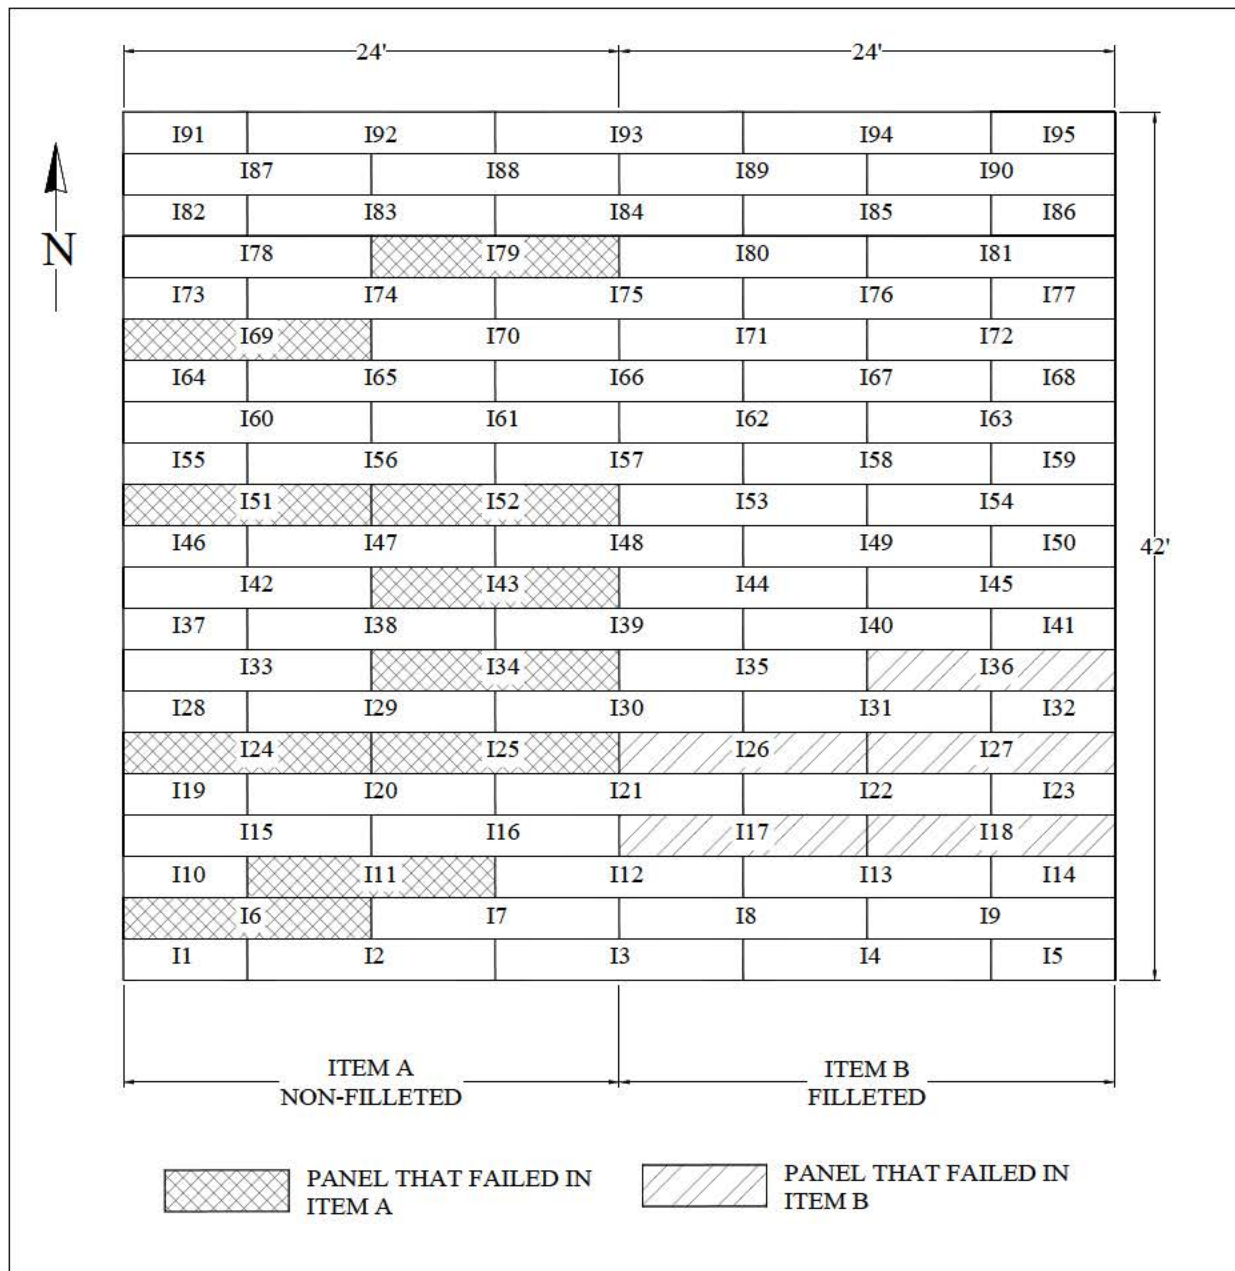 24' 24'
I91 I92 I93 I94 I95
I87 I88 I89 I90
I82 I83 I84 I85 I86
N
I78 I79 I80 I81
I73 I74 I75 I76 I77
I69 I70 I71 I72
I64 I65 I66 I67 I68
I60 I61 I62 I63
I55 I56 I57 I58 I59
I51 I52 I53 I54
I46 I47 I48 I49 I50
42'
I42 I43 I44 I45
I37 I38 I39 I40 I41
I33 I34 I35 I36
I28 I29 I30 I31 I32
I24 I25 I26 I27
I19 I20 I21 I22 I23
I15 I16 I17 I18
I10 I11 I12 I13 I14
I6 I7 I8 I9
I1 I2 I3 I4 I5
ITEM A
NON-FILLETED
ITEM B
FILLETED
PANEL THAT FAILED IN
ITEM A
PANEL THAT FAILED IN
ITEM B